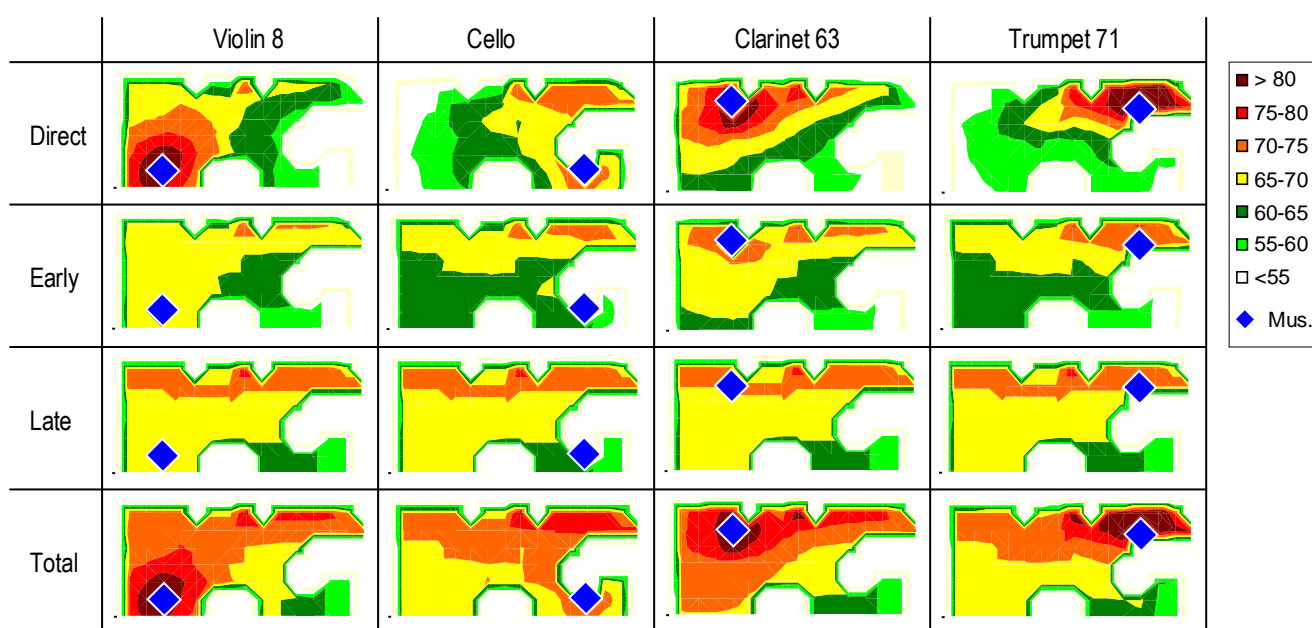 Violin 8 Cello Clarinet 63 Trumpet 71
Direct
Early
Late
Total
> 80
75-80
70-75
65-70
60-65
55-60
<55
Mus.